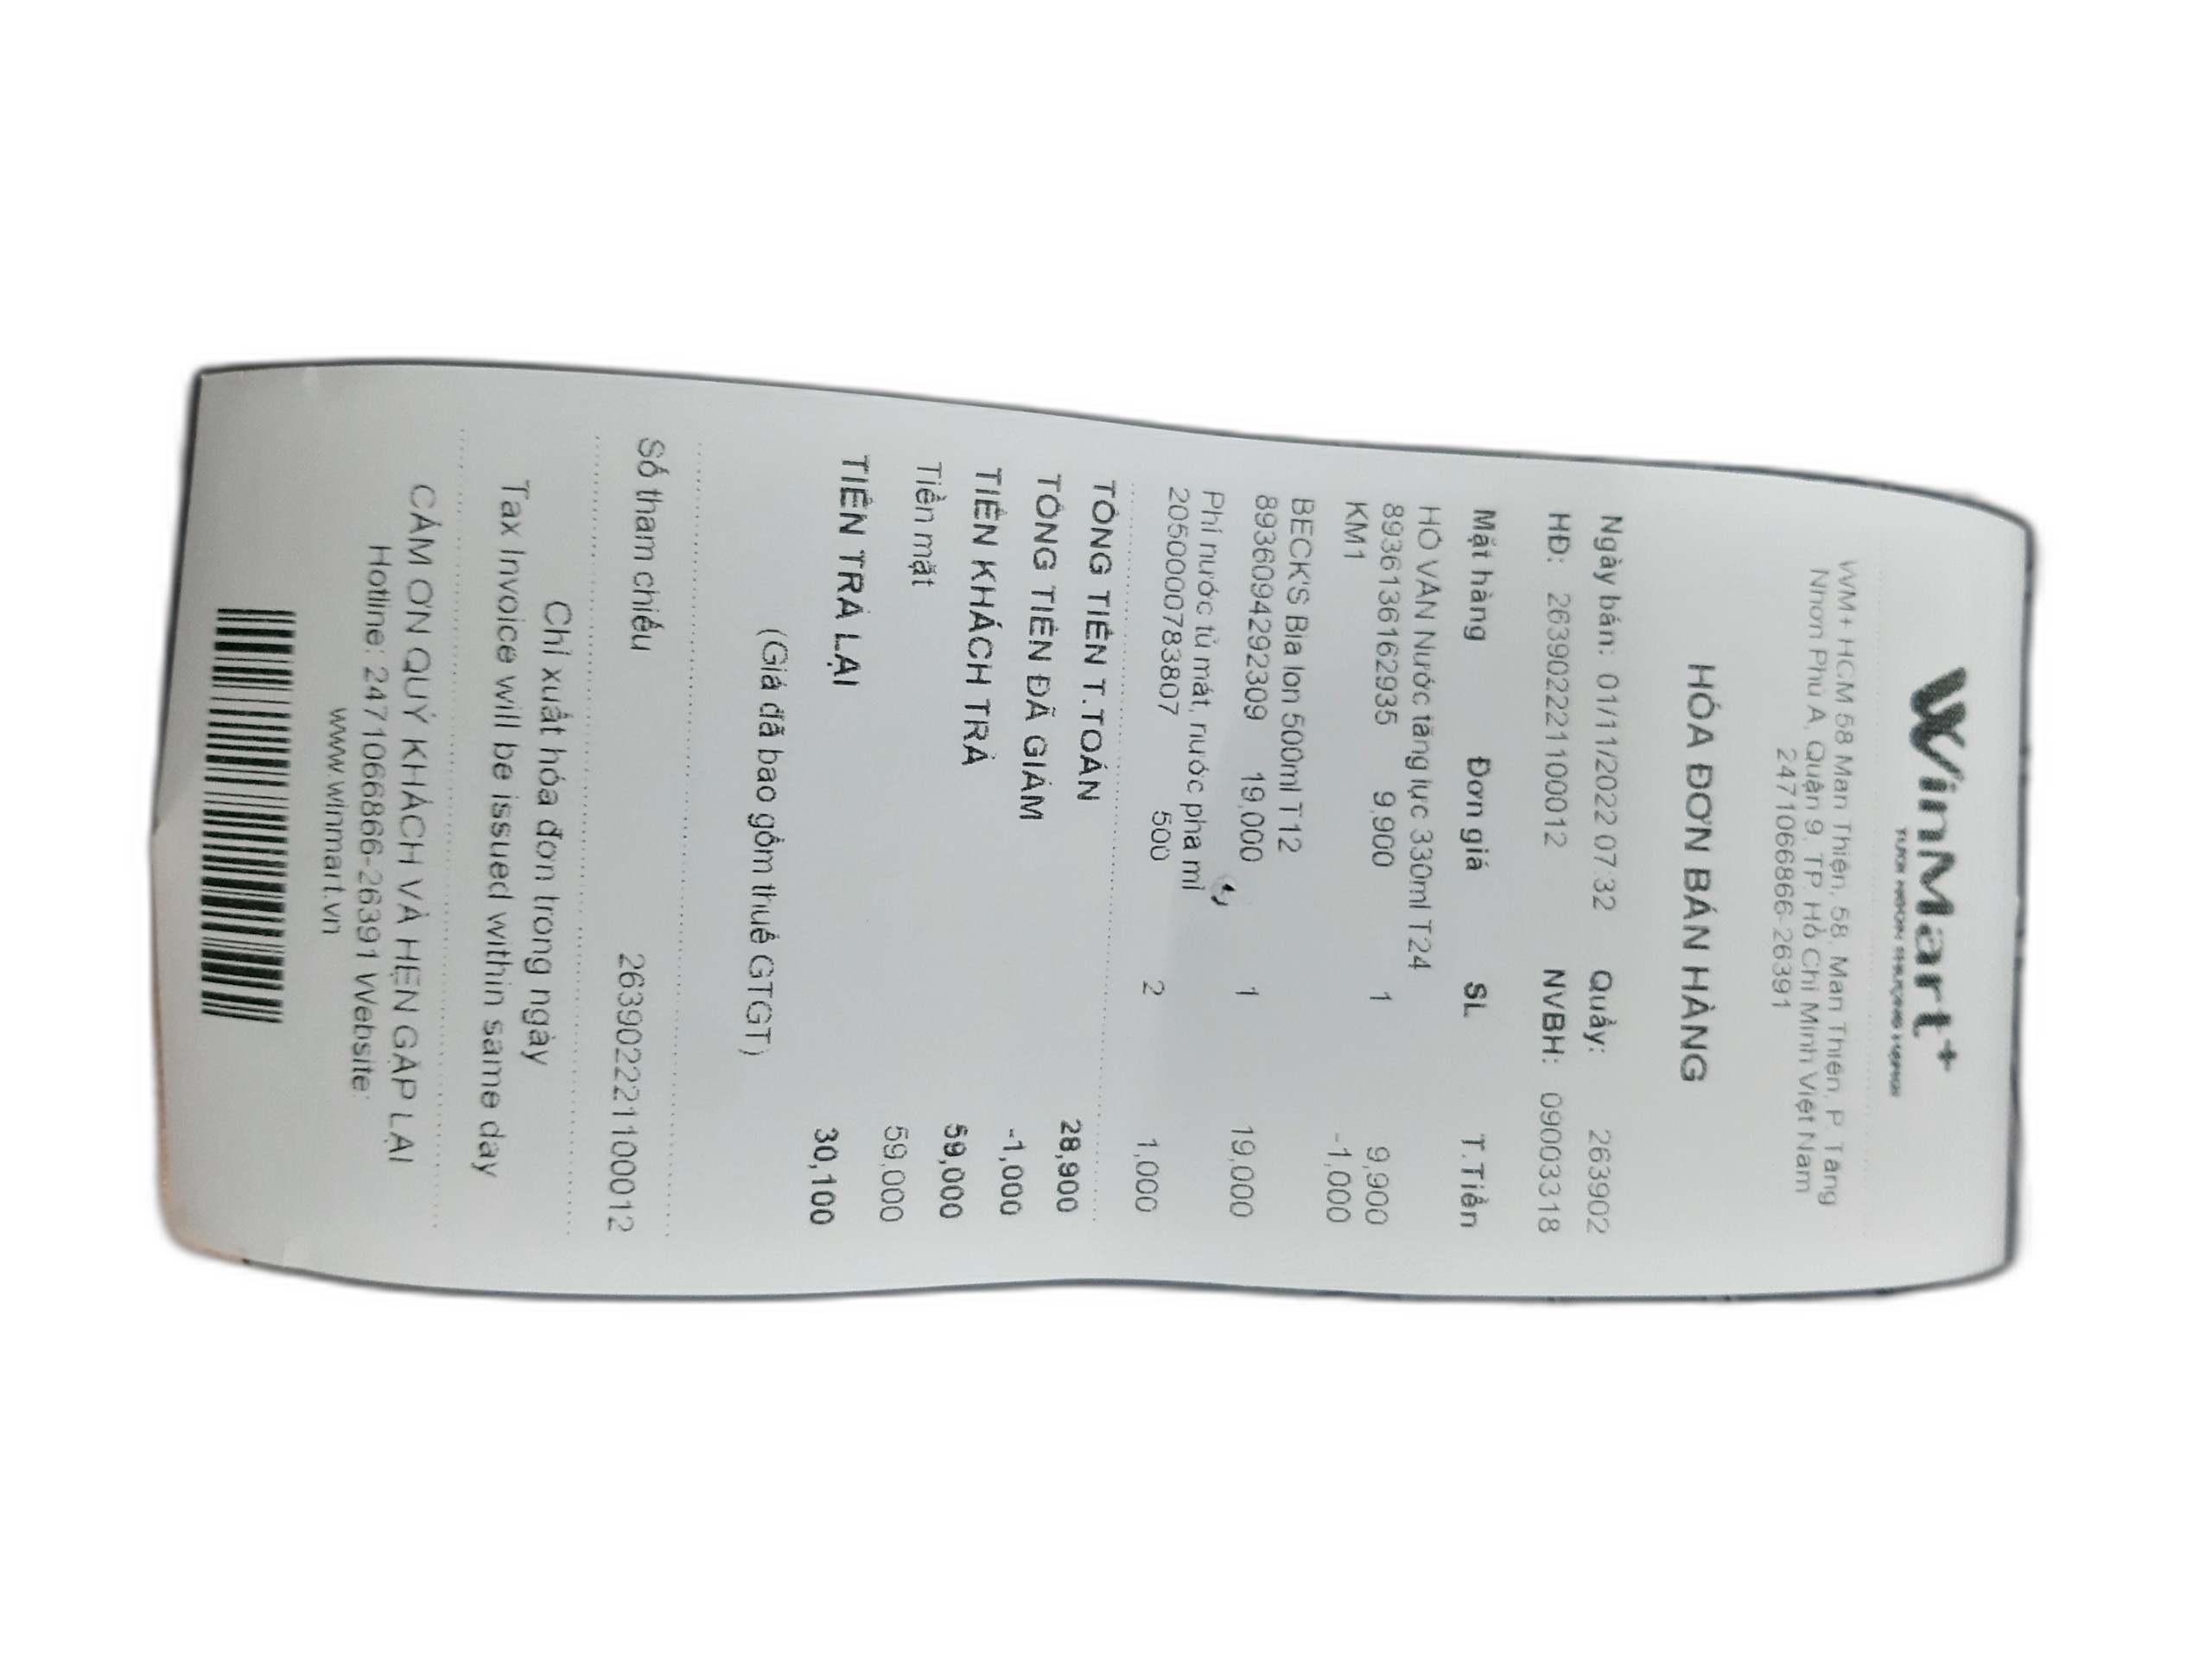 WinMart+
WM+ HCM 58 Man Thiện, 58, Man Thiện, P. Tăng
Nhơn Phú A, Quận 9, TP. Hồ Chí Minh Việt Nam
2471066866-26391
HÓA ĐƠN BÁN HÀNG
Ngày bán: 01/11/2022 07:32 Quầy: 263902
HĐ: 263902221100012 NVBH: 09003318
Mặt hàng Đơn giá SL T.Tiền
HỔ VẰN Nước tăng lực 330ml T24
8936136162935 9,900 1 9,900
KM1 -1,000
BECK'S Bia lon 500ml T12
8936094292309 19,000 1 19,000
Phí nước tủ mát, nước pha mì
2050000783807 500 2 1,000
TỔNG TIỀN T.TOÁN 28,900
TỔNG TIỀN ĐÃ GIẢM -1,000
TIỀN KHÁCH TRẢ 59,000
Tiền mặt 59,000
TIỀN TRẢ LẠI 30,100
(Giá đã bao gồm thuế GTGT)
Số tham chiếu 263902221100012
Chỉ xuất hóa đơn trong ngày
Tax Invoice will be issued within same day
CẢM ƠN QUÝ KHÁCH VÀ HẸN GẶP LẠI
Hotline: 2471066866-26391 Website:
www.winmart.vn